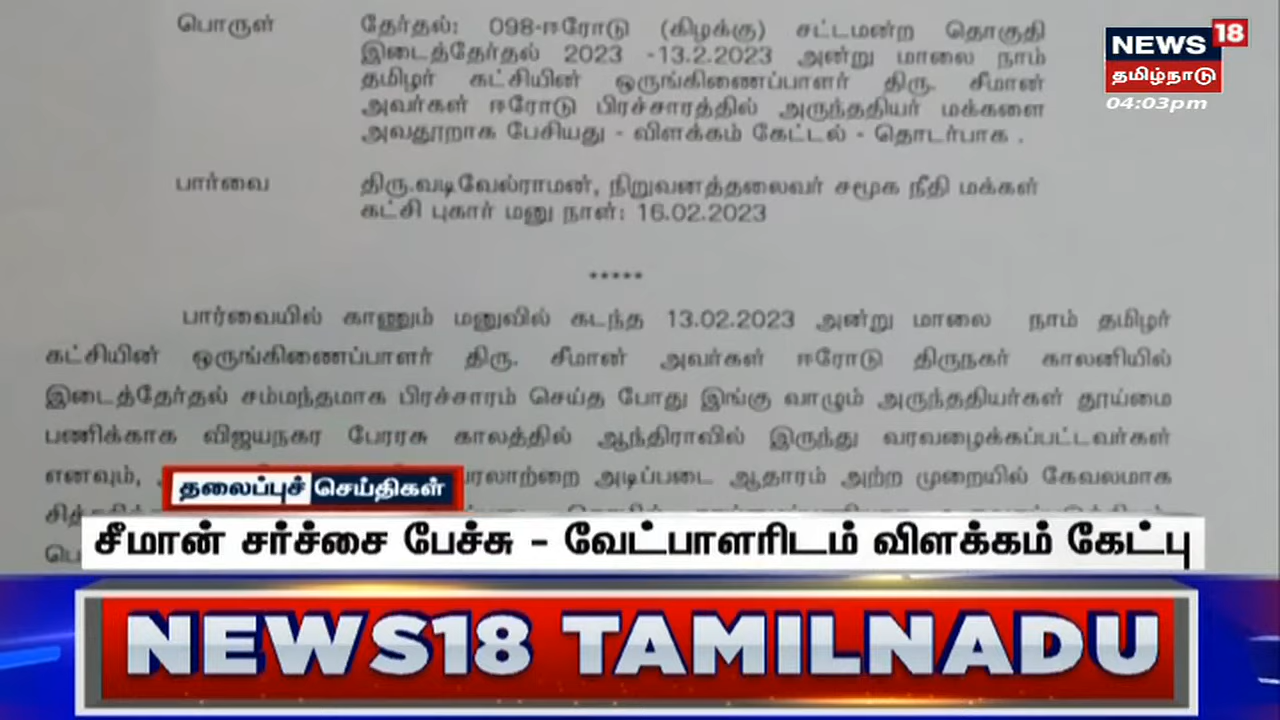 பொருள் தேர்தல்: 098-ஈரோடு (கிழக்கு) சட்டமன்ற தொகுதி
இடைத்தேர்தல் 2023 -13.2.2023 அன்று மாலை நாம்
தமிழர் கட்சியின் ஒருங்கிணைப்பாளர் திரு. சீமான்
அவர்கள் ஈரோடு பிரச்சாரத்தில் அருந்ததியர் மக்களை
அவதூறாக பேசியது - விளக்கம் கேட்டல் - தொடர்பாக .
பார்வை திரு.வடிவேல்ராமன், நிறுவனத்தலைவர் சமூக நீதி மக்கள்
கட்சி புகார் மனு நாள்: 16.02.2023
*****
பார்வையில் காணும் மனுவில் கடந்த 13.02.2023 அன்று மாலை நாம் தமிழர்
கட்சியின் ஒருங்கிணைப்பாளர் திரு. சீமான் அவர்கள் ஈரோடு திருநகர் காலனியில்
இடைத்தேர்தல் சம்மந்தமாக பிரச்சாரம் செய்த போது இங்கு வாழும் அருந்ததியர்கள் தூய்மை
பணிக்காக விஜயநகர பேரரசு காலத்தில் ஆந்திராவில் இருந்து வரவழைக்கப்பட்டவர்கள்
எனவும், அடிப்படை ஆதாரம் அற்ற முறையில் கேவலமாக
NEWS 18
தமிழ்நாடு
04:03pm
தலைப்புச் செய்திகள்
சீமான் சர்ச்சை பேச்சு - வேட்பாளரிடம் விளக்கம் கேட்பு
NEWS18 TAMILNADU